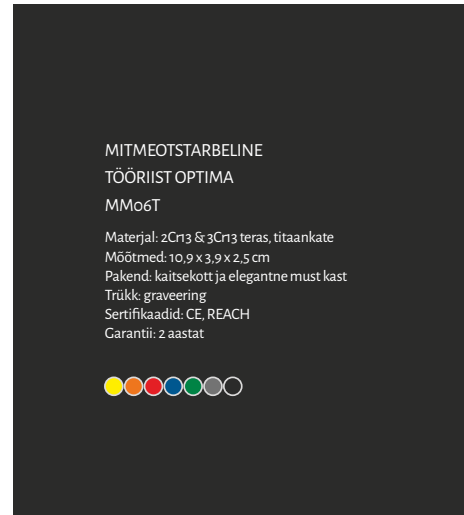 MITMEOTSTARBELINE
TÖÖRIIST OPTIMA
MM06T
Materjal: 2Cr13 & 3Cr13 teras, titaankate
Mõõtmed: 10,9 x 3,9 x 2,5 cm
Pakend: kaitsekott ja elegantne must kast
Trükk: graveering
Sertifikaadid: CE, REACH
Garantii: 2 aastat